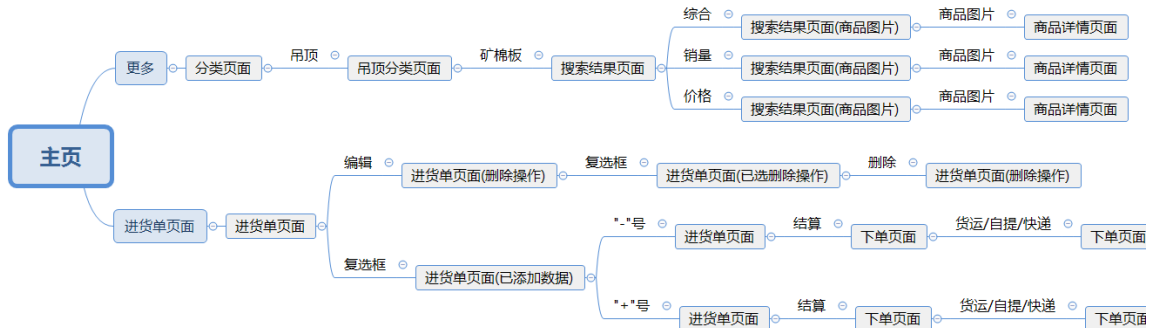 主页
更多
分类页面
吊顶
吊顶分类页面
矿棉板
搜索结果页面
综合
搜索结果页面(商品图片)
商品图片
商品详情页面
销量
搜索结果页面(商品图片)
商品图片
商品详情页面
价格
搜索结果页面(商品图片)
商品图片
商品详情页面
进货单页面
进货单页面
编辑
进货单页面(删除操作)
复选框
进货单页面(已选删除操作)
删除
进货单页面(删除操作)
复选框
进货单页面(已添加数据)
"-"号
进货单页面
结算
下单页面
货运/自提/快递
下单页面
"+"号
进货单页面
结算
下单页面
货运/自提/快递
下单页面